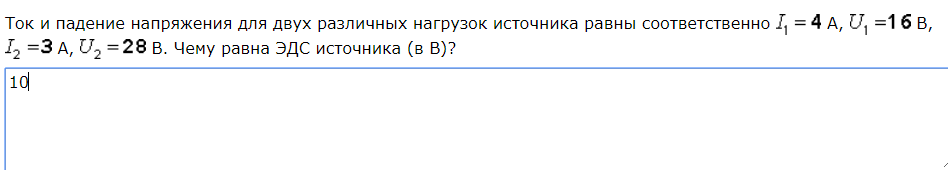 Ток и падение напряжения для двух различных нагрузок источника равны соответственно I₁ = 4 А, U₁ =16 В,
I₂ =3 А, U₂ = 28 В. Чему равна ЭДС источника (в В)?
10